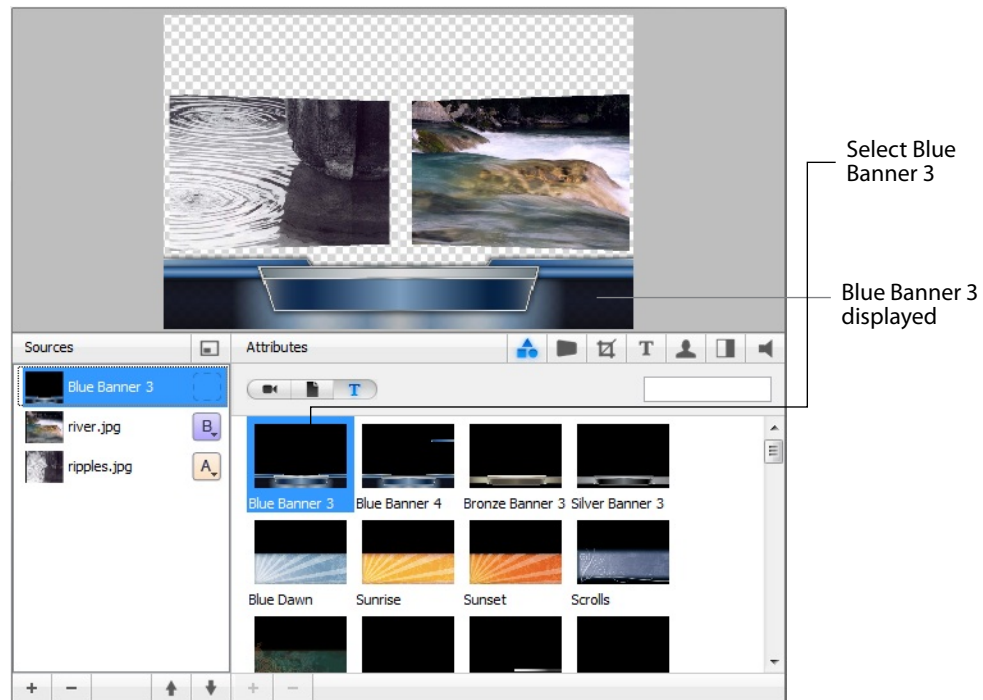 Select Blue
Banner 3
Blue Banner 3
displayed
Sources
Attributes
T
Blue Banner 3
river.jpg
B
ripples.jpg
A
T
Blue Banner 3
Blue Banner 4
Bronze Banner 3
Silver Banner 3
Blue Dawn
Sunrise
Sunset
Scrolls